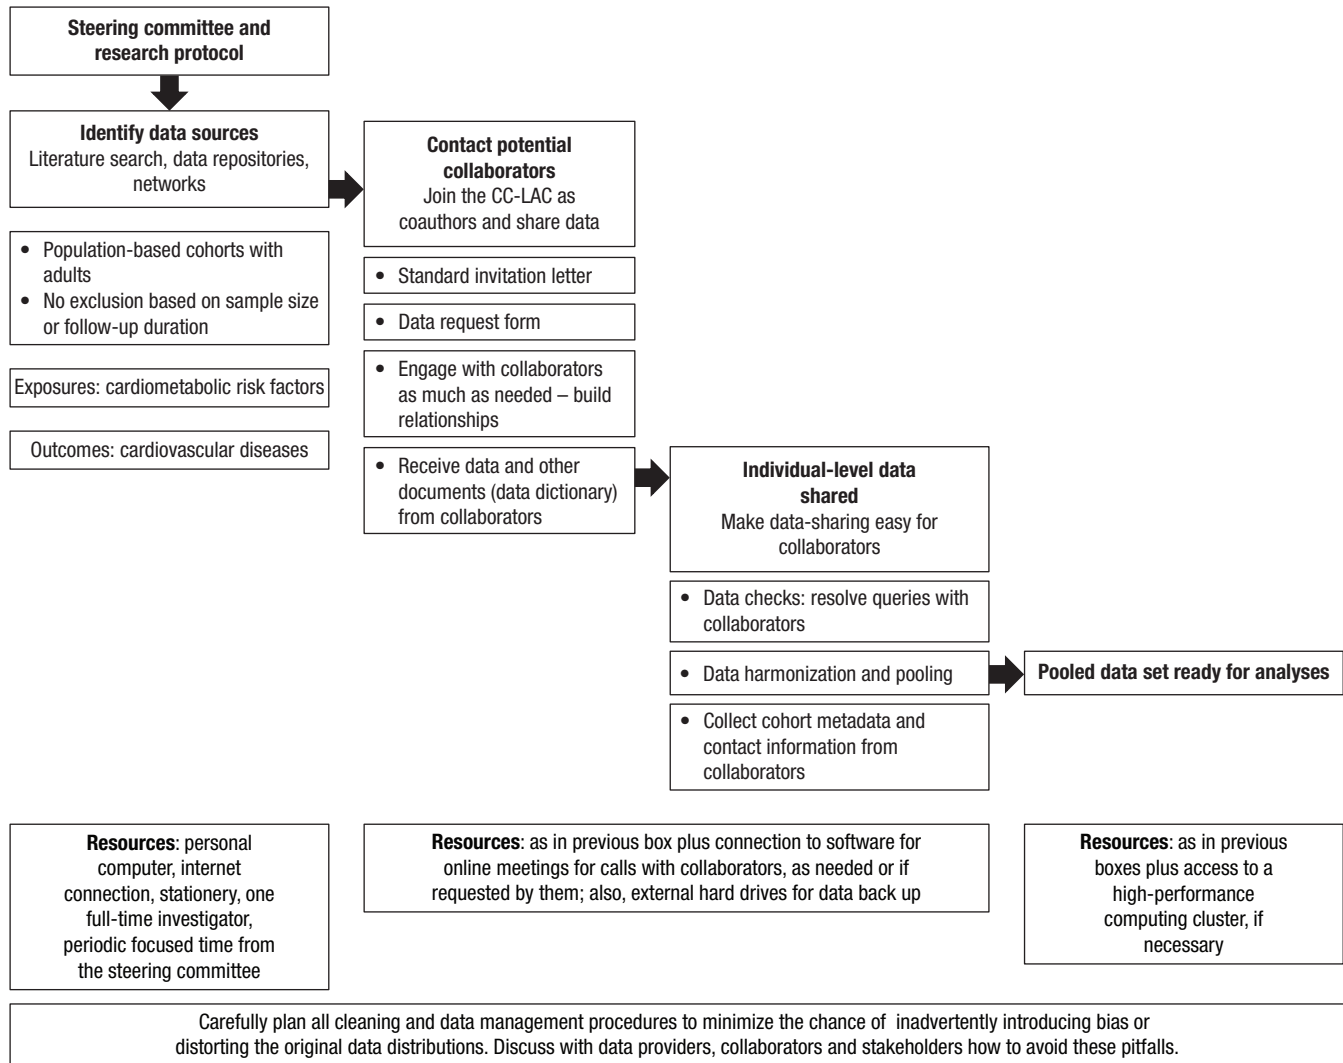 Steering committee and
research protocol
Identify data sources
Literature search, data repositories,
networks
• Population-based cohorts with
adults
• No exclusion based on sample size
or follow-up duration
Exposures: cardiometabolic risk factors
Outcomes: cardiovascular diseases
Contact potential
collaborators
Join the CC-LAC as
coauthors and share data
• Standard invitation letter
• Data request form
• Engage with collaborators
as much as needed – build
relationships
• Receive data and other
documents (data dictionary)
from collaborators
Individual-level data
shared
Make data-sharing easy for
collaborators
• Data checks: resolve queries with
collaborators
• Data harmonization and pooling
• Collect cohort metadata and
contact information from
collaborators
Pooled data set ready for analyses
Resources: personal
computer, internet
connection, stationery, one
full-time investigator,
periodic focused time from
the steering committee
Resources: as in previous box plus connection to software for
online meetings for calls with collaborators, as needed or if
requested by them; also, external hard drives for data back up
Resources: as in previous
boxes plus access to a
high-performance
computing cluster, if
necessary
Carefully plan all cleaning and data management procedures to minimize the chance of inadvertently introducing bias or
distorting the original data distributions. Discuss with data providers, collaborators and stakeholders how to avoid these pitfalls.